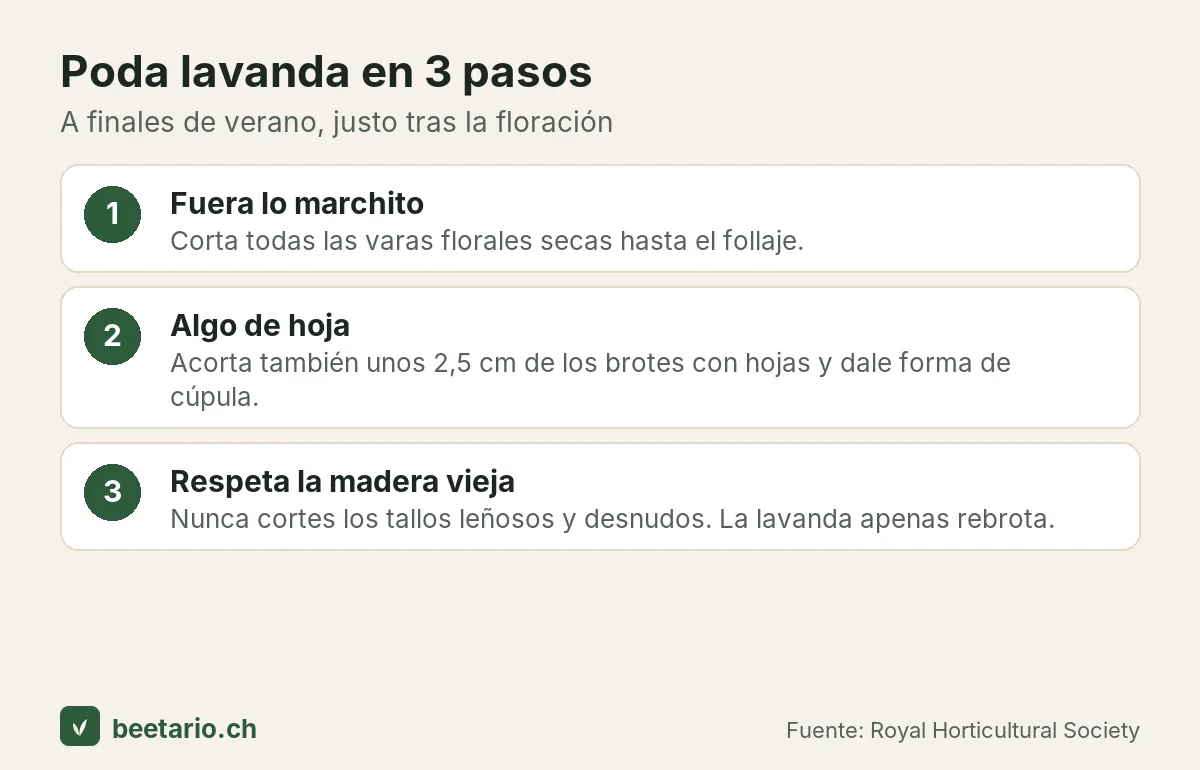 Poda lavanda en 3 pasos
A finales de verano, justo tras la floración
1
Fuera lo marchito
Corta todas las varas florales secas hasta el follaje.
2
Algo de hoja
Acorta también unos 2,5 cm de los brotes con hojas y dale forma de
cúpula.
3
Respeta la madera vieja
Nunca cortes los tallos leñosos y desnudos. La lavanda apenas rebrota.
beetario.ch
Fuente: Royal Horticultural Society